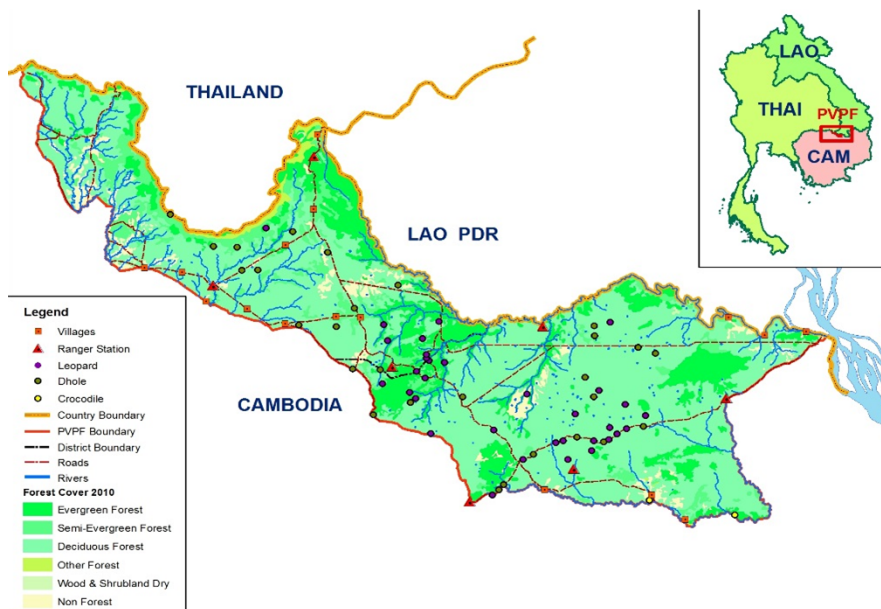 THAILAND
LAO PDR
CAMBODIA
LAO
THAI
PVPF
CAM
Legend
Villages
Ranger Station
Leopard
Dhole
Crocodile
Country Boundary
PVPF Boundary
District Boundary
Roads
Rivers
Forest Cover 2010
Evergreen Forest
Semi-Evergreen Forest
Deciduous Forest
Other Forest
Wood & Shrubland Dry
Non Forest